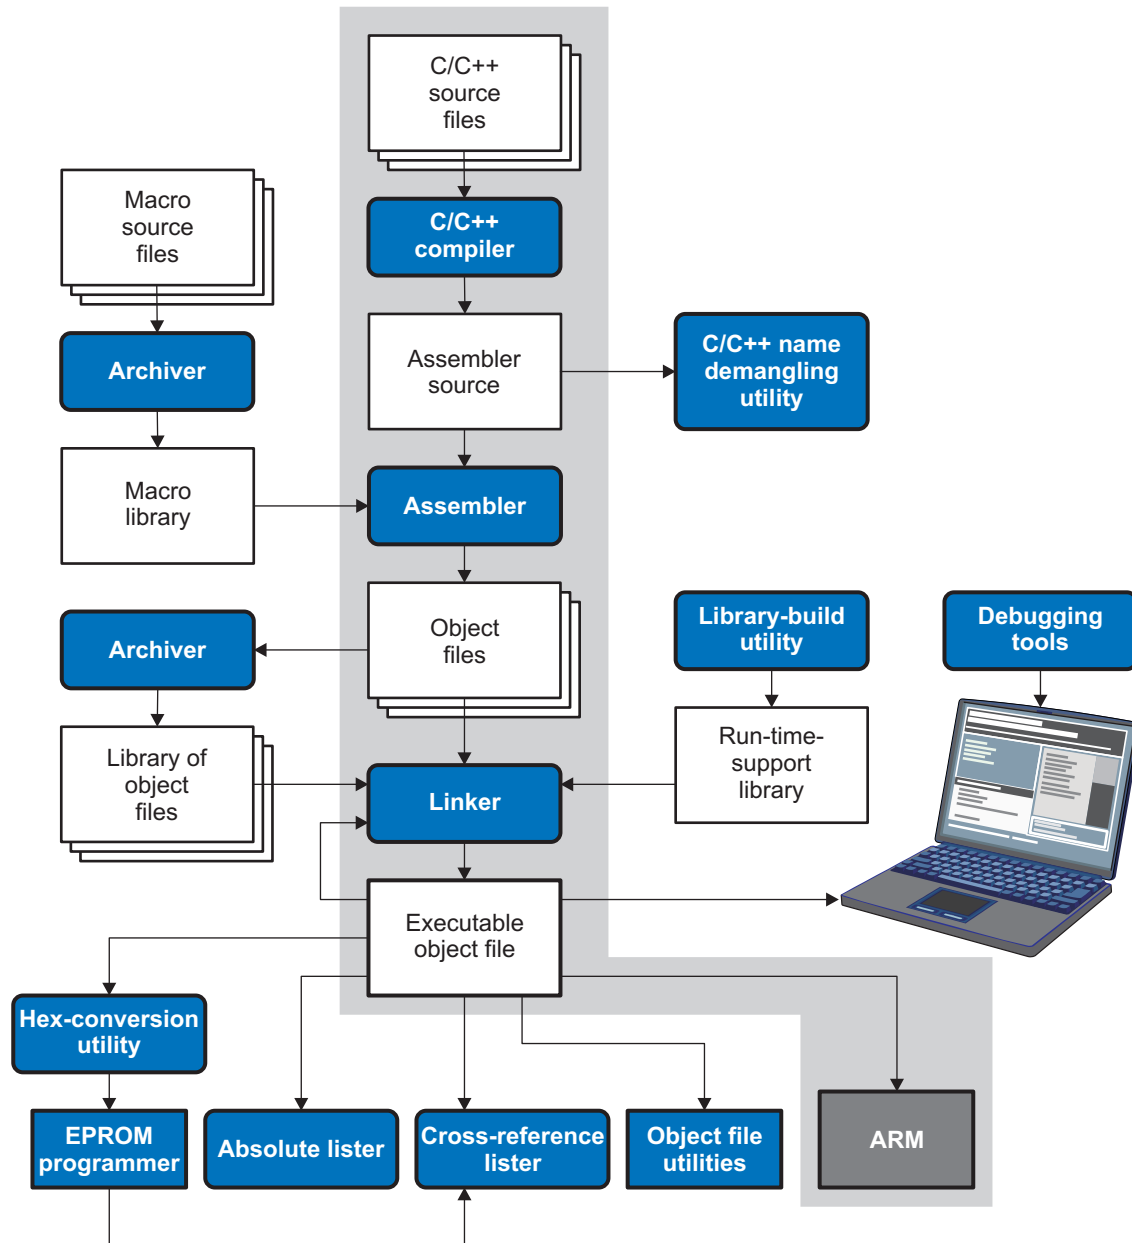 C/C++
source
files
Macro
source
files
C/C++
compiler
Archiver
Assembler
source
C/C++ name
demangling
utility
Macro
library
Assembler
Archiver
Object
files
Library-build
utility
Debugging
tools
Library of
object
files
Linker
Run-time-
support
library
Executable
object file
Hex-conversion
utility
EPROM
programmer
Absolute lister
Cross-reference
lister
Object file
utilities
ARM